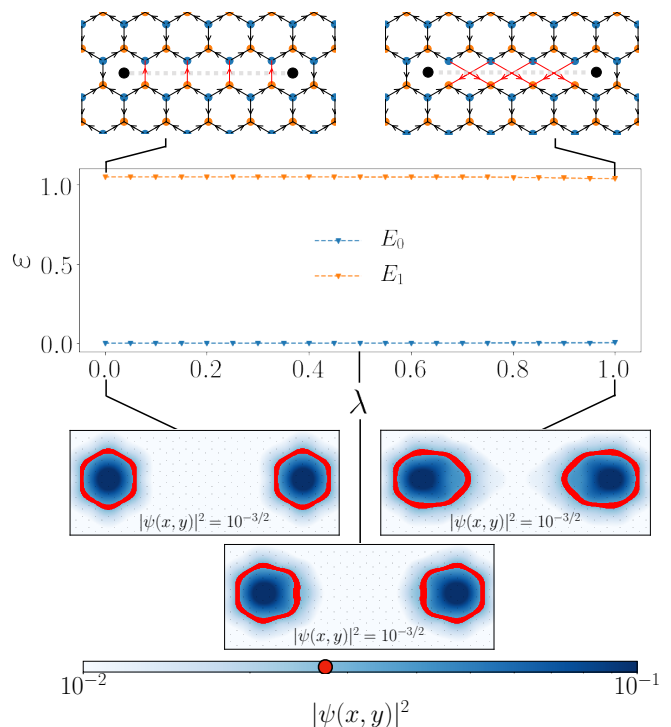 1.0
0.5
0.0
ε
E₀
E₁
0.0 0.2 0.4 0.6 0.8 1.0
λ
|ψ(x, y)|² = 10⁻³/²
|ψ(x, y)|² = 10⁻³/²
|ψ(x, y)|² = 10⁻³/²
10⁻² 10⁻¹
|ψ(x, y)|²